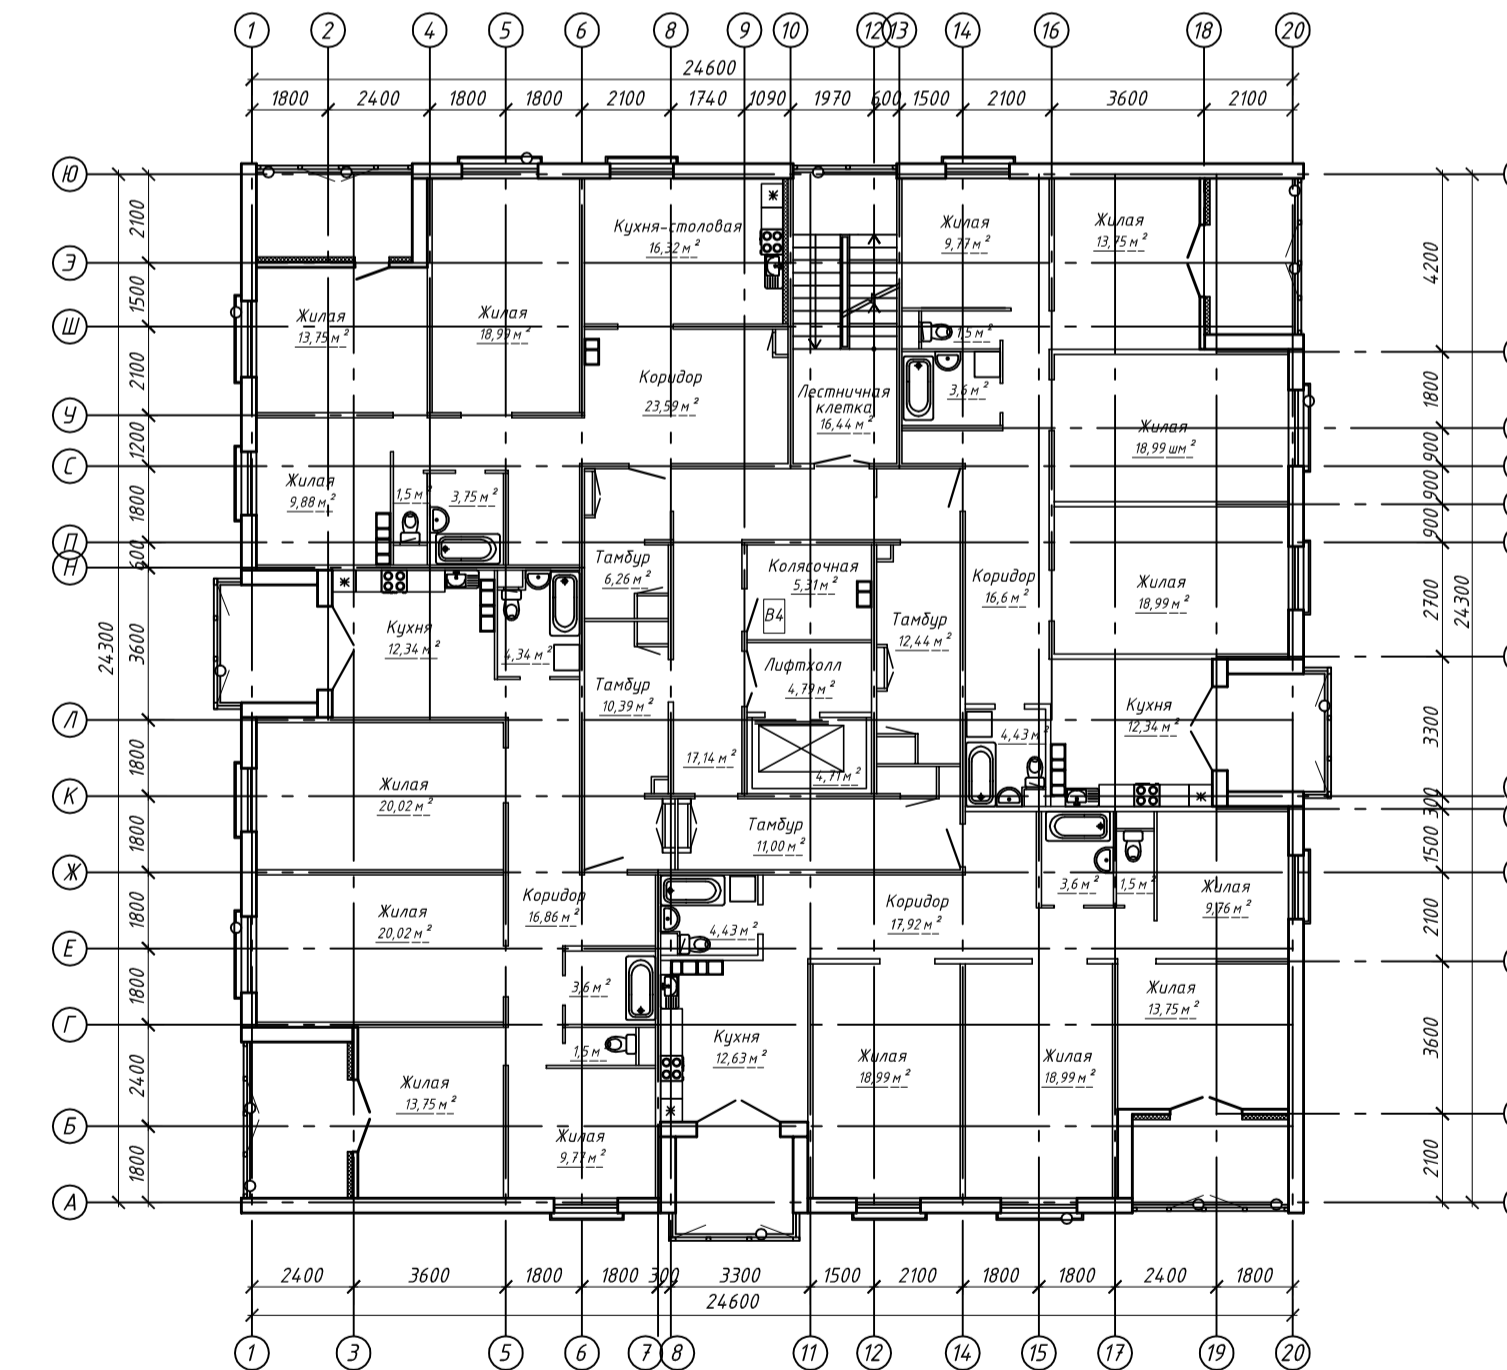 1 2 4 5 6 8 9 10 12 13 14 16 18 20
24600
1800 2400 1800 1800 2100 1740 1090 1970 600 1500 2100 3600 2100
Ю
Э
Ш
У
С
П
Н
Л
К
Ж
Е
Г
Б
А
2100
1500
2100
1200
1800
600
3600
1800
1800
1800
1800
2400
1800
24300
Кухня-столовая
16,32 м²
Жилая
9,77 м²
Жилая
13,75 м²
Жилая
13,75 м²
Жилая
18,99 м²
1,5 м²
Коридор
23,59 м²
Лестничная
клетка
16,44 м²
3,6 м²
Жилая
18,99 шм²
Жилая
9,88 м²
1,5 м²
3,75 м²
Тамбур
6,26 м²
Колясочная
5,31 м²
В4
Коридор
16,6 м²
Жилая
18,99 м²
Кухня
12,34 м²
4,34 м²
Тамбур
12,44 м²
Лифтхолл
4,79 м²
Тамбур
10,39 м²
Кухня
12,34 м²
4,43 м²
17,14 м²
4,71 м²
Жилая
20,02 м²
Тамбур
11,00 м²
Жилая
20,02 м²
Коридор
16,86 м²
4,43 м²
Коридор
17,92 м²
3,6 м²
1,5 м²
Жилая
9,76 м²
3,6 м²
Жилая
13,75 м²
1,5 м
Кухня
12,63 м²
Жилая
18,99 м²
Жилая
18,99 м²
Жилая
13,75 м²
Жилая
9,77 м²
4200
1800
900
900
900
2700
3300
300
1500
2100
3600
2100
24300
2400 3600 1800 1800 300 3300 1500 2100 1800 1800 2400 1800
24600
1 3 5 6 7 8 11 12 14 15 17 19 20